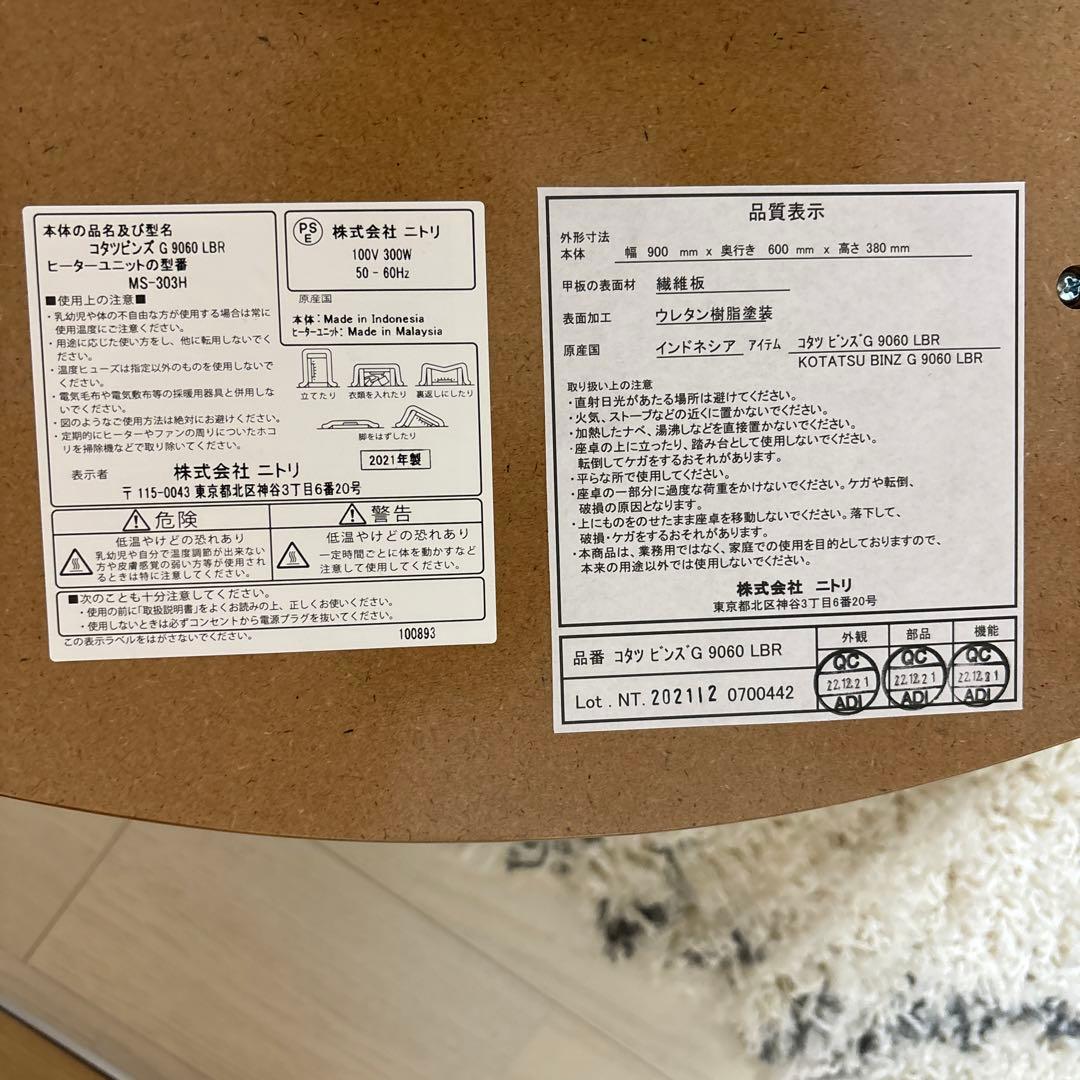 本体の品名及び型名
コタツビンズ G 9060 LBR
ヒーターユニットの型番
MS-303H
■使用上の注意■
・乳幼児や体の不自由な方が使用する場合は常に
使用温度にご注意ください。
・用途に応じた使い方をし、他に転用しないでく
ださい。
・温度ヒューズは指定以外のものを使用しないで
ください。
・電気毛布や電気敷布等の採暖用器具と併用しな
いでください。
・図のようなご使用方法は絶対にお避けください。
・定期的にヒーターやファンの周りについたホコ
リを掃除機などで取り除いてください。
PS
E
株式会社 ニトリ
100V 300W
50 - 60Hz
原産国
本体：Made in Indonesia
ヒーターユニット：Made in Malaysia
立てたり 衣類を入れたり 裏返しにしたり
脚をはずしたり
2021年製
表示者 株式会社 ニトリ
〒115-0043 東京都北区神谷3丁目6番20号
危険
低温やけどの恐れあり
乳幼児や自分で温度調節が出来ない
方や皮膚感覚の弱い方等が使用され
るときは特に注意してください。
警告
低温やけどの恐れあり
一定時間ごとに体を動かすなど
注意して使用してください。
■次のことも十分注意してください。
・使用の前に「取扱説明書」をよくお読みの上、正しくお使いください。
・使用しないときは必ずコンセントから電源プラグを抜いてください。
この表示ラベルをはがさないでください。
100893
品質表示
外形寸法
本体 幅 900 mm x 奥行き 600 mm x 高さ 380 mm
甲板の表面材 繊維板
表面加工 ウレタン樹脂塗装
原産国 インドネシア アイテム コタツ ビンズG 9060 LBR
KOTATSU BINZ G 9060 LBR
取り扱い上の注意
・直射日光があたる場所は避けてください。
・火気、ストーブなどの近くに置かないでください。
・加熱したナベ、湯沸しなどを直接置かないでください。
・座卓の上に立ったり、踏み台として使用しないでください。
転倒してケガをするおそれがあります。
・平らな所で使用してください。
・座卓の一部分に過度な荷重をかけないでください。ケガや転倒、
破損の原因となります。
・上にものをのせたまま座卓を移動しないでください。落下して、
破損・ケガをするおそれがあります。
・本商品は、業務用ではなく、家庭での使用を目的としておりますので、
本来の用途以外では使用しないでください。
株式会社 ニトリ
東京都北区神谷3丁目6番20号
品番 コタツ ビンズG 9060 LBR
Lot . NT. 202112 0700442
外観 部品 機能
QC QC QC
22.12.21 22.12.21 22.12.21
ADI ADI ADI